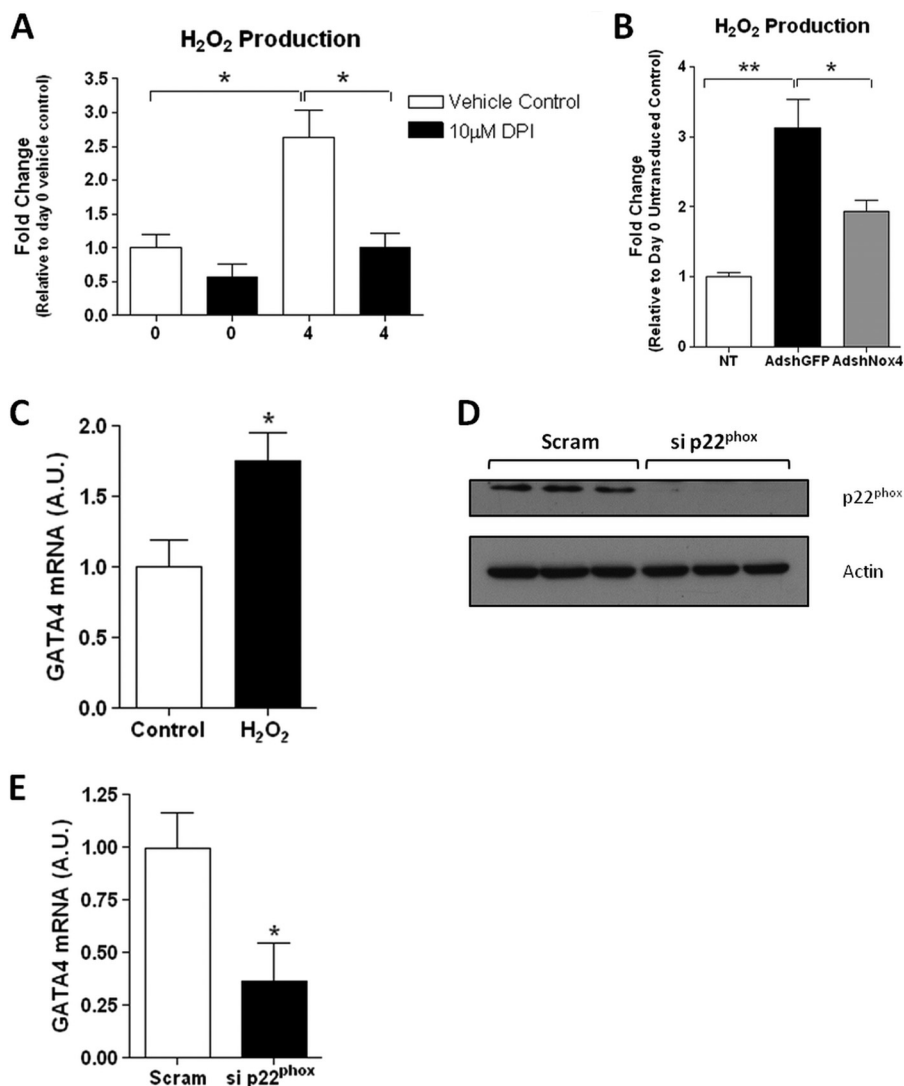 A
H₂O₂ Production
Fold Change
(Relative to day 0 vehicle control)
3.5
3.0
2.5
2.0
1.5
1.0
0.5
0.0
*
*
0
0
4
4
Vehicle Control
10µM DPI
B
H₂O₂ Production
Fold Change
(Relative to Day 0 Untransduced Control)
4
3
2
1
0
**
*
NT
AdshGFP
AdshNox4
C
GATA4 mRNA (A.U.)
2.0
1.5
1.0
0.5
0.0
*
Control
H₂O₂
D
Scram
si p22phox
p22phox
Actin
E
GATA4 mRNA (A.U.)
1.25
1.00
0.75
0.50
0.25
0.00
*
Scram
si p22phox